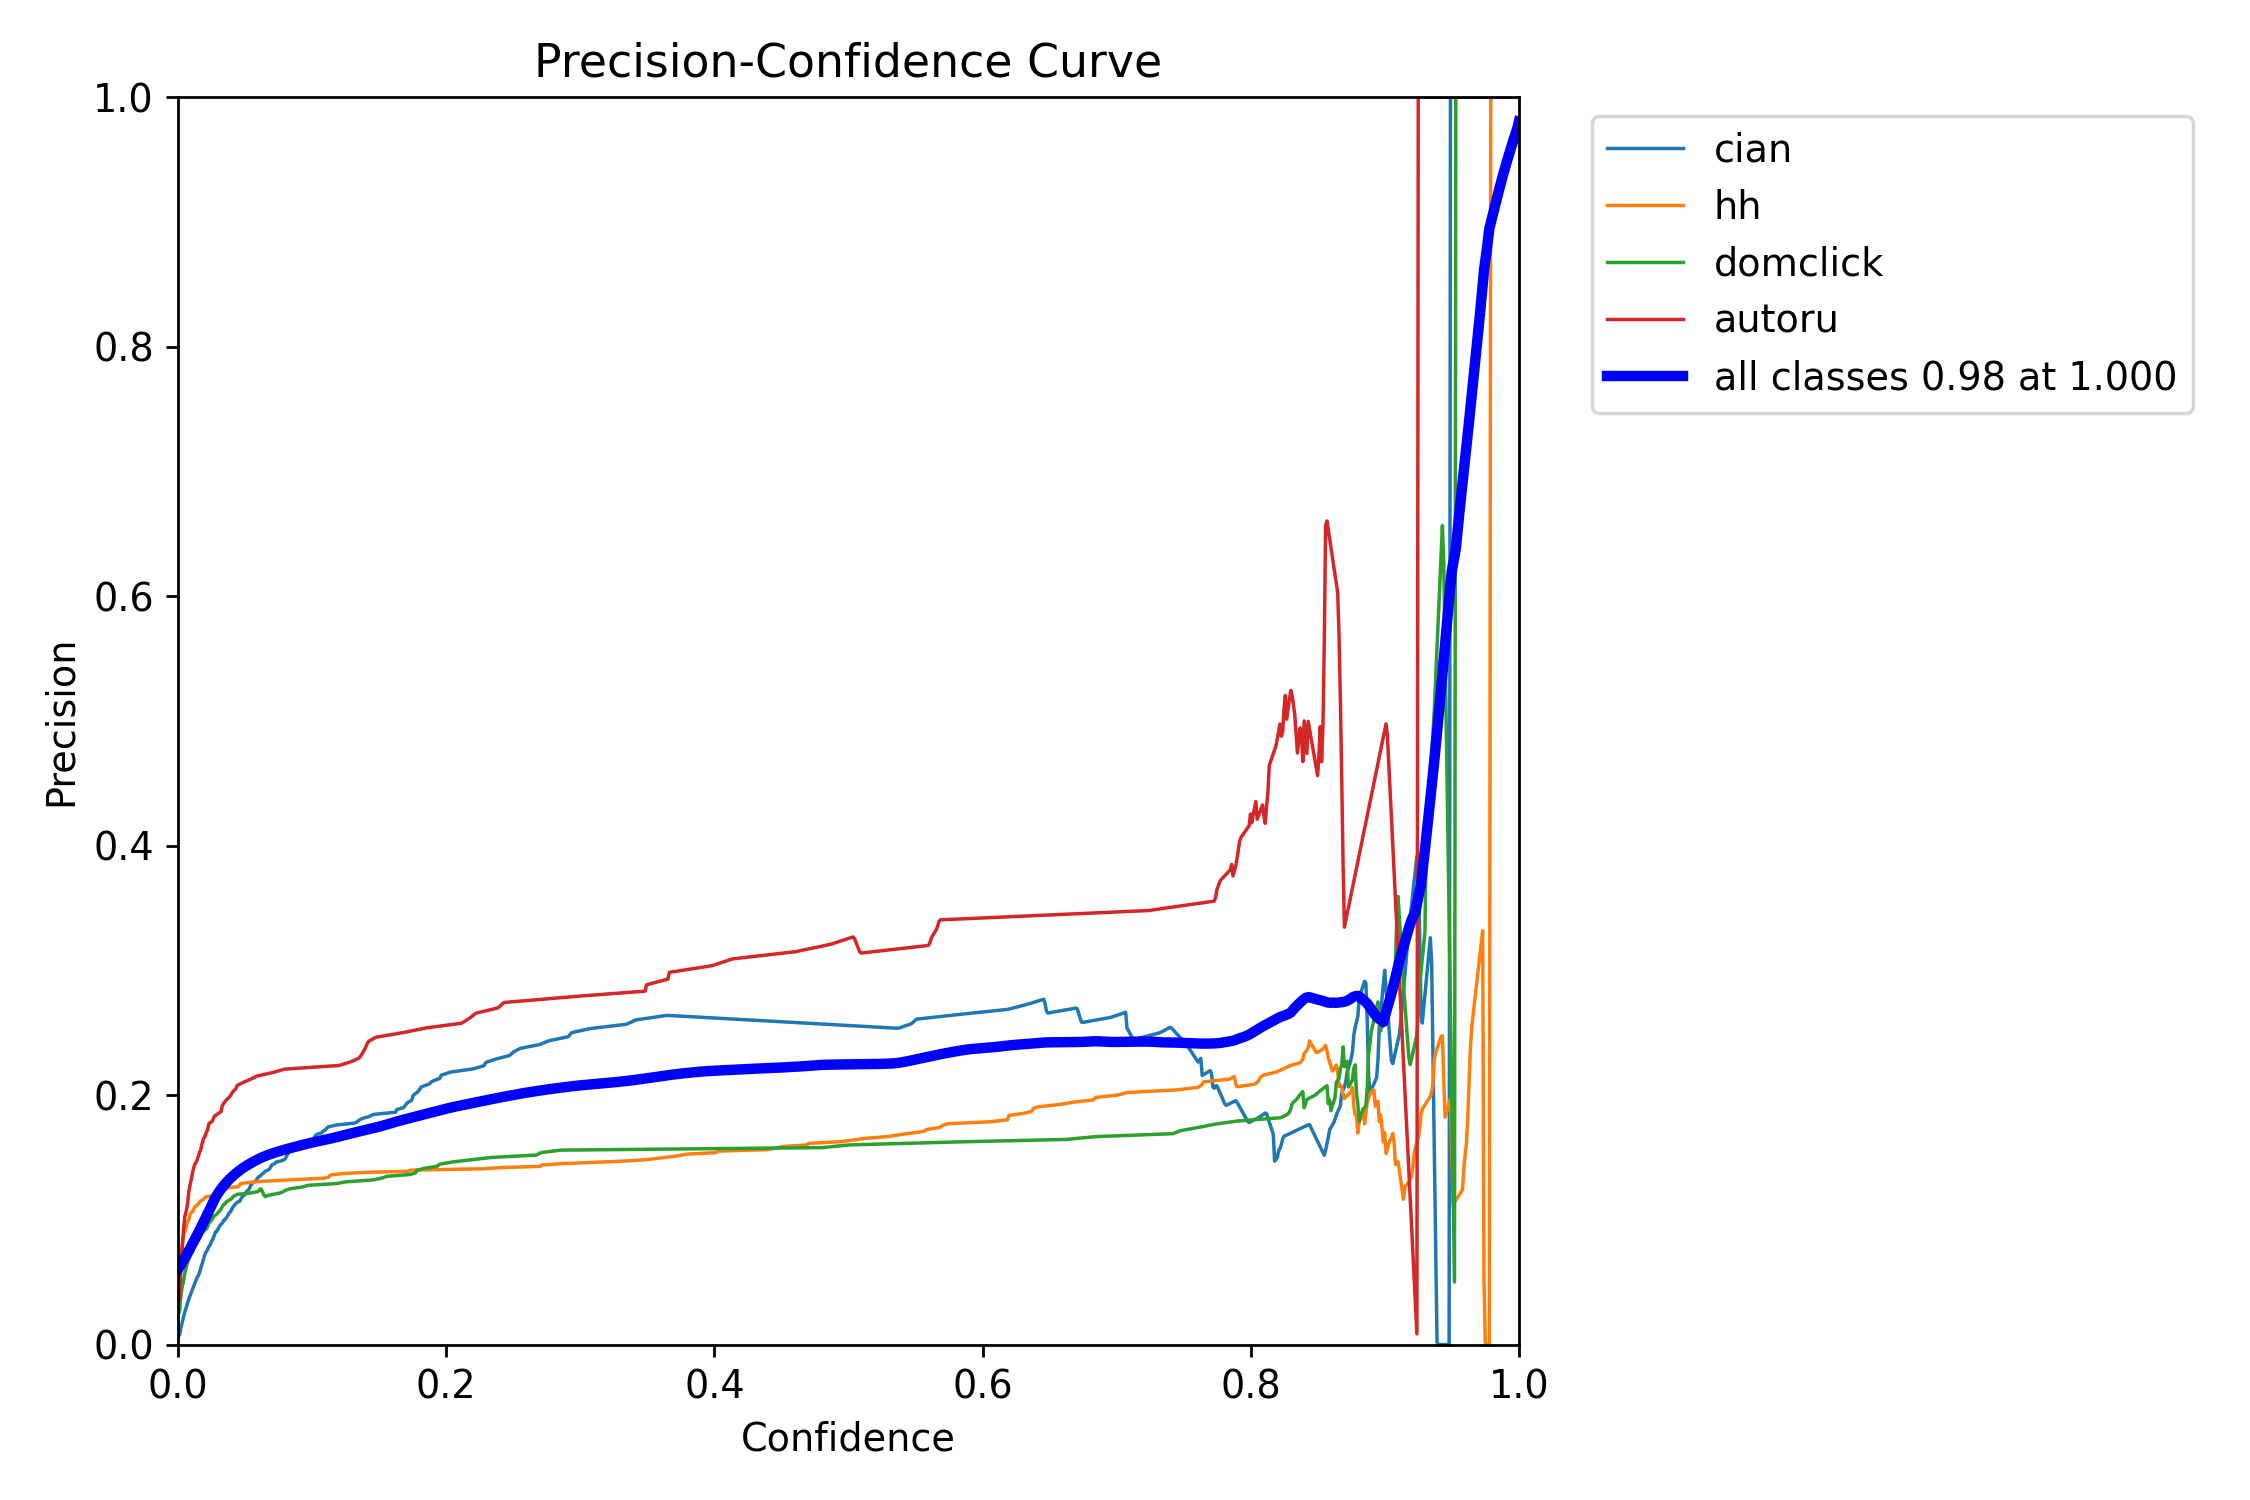 Precision-Confidence Curve
1.0
0.8
0.6
0.4
0.2
0.0
Precision
0.0 0.2 0.4 0.6 0.8 1.0
Confidence
cian
hh
domclick
autoru
all classes 0.98 at 1.000